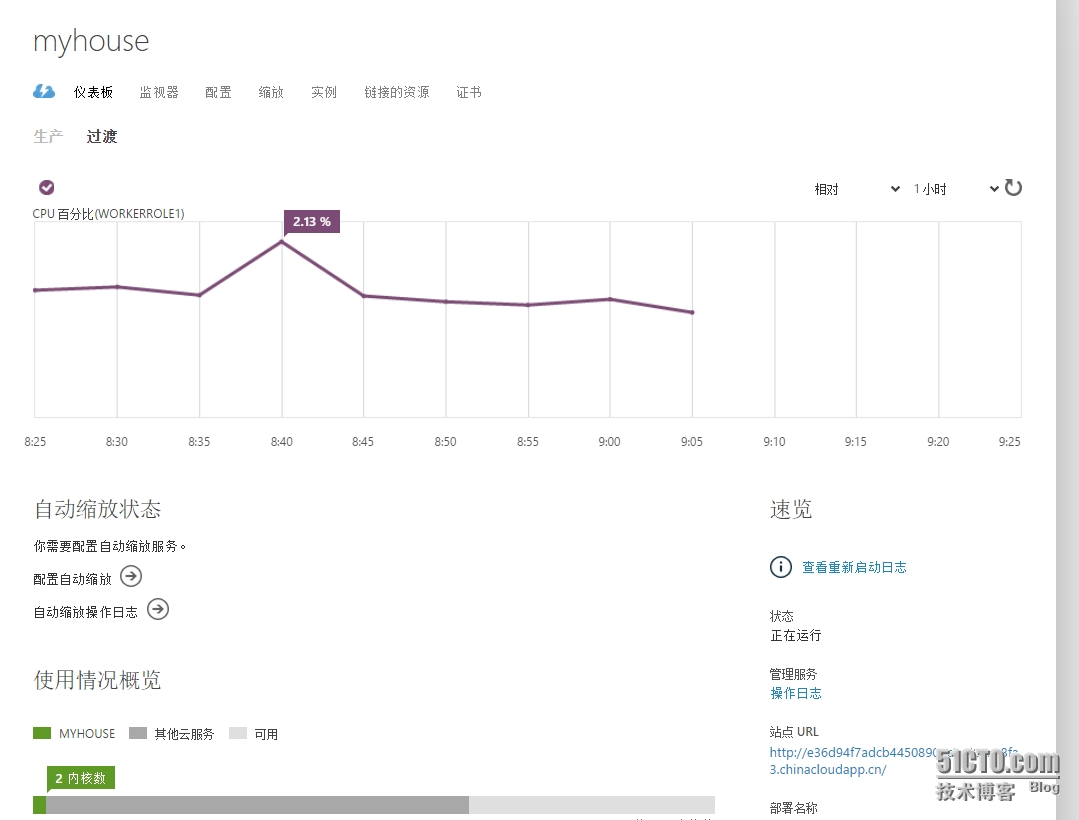 myhouse
仪表板 监视器 配置 缩放 实例 链接的资源 证书
生产 过渡
相对 1 小时
CPU 百分比(WORKERROLE1)
2.13 %
8:25 8:30 8:35 8:40 8:45 8:50 8:55 9:00 9:05 9:10 9:15 9:20 9:25
自动缩放状态
你需要配置自动缩放服务。
配置自动缩放
自动缩放操作日志
使用情况概览
MYHOUSE 其他云服务 可用
2 内核数
速览
查看重新启动日志
状态
正在运行
管理服务
操作日志
站点 URL
http://e36d94f7adcb4450890
3.chinacloudapp.cn/
部署名称
51CTO.com
技术博客 Blog